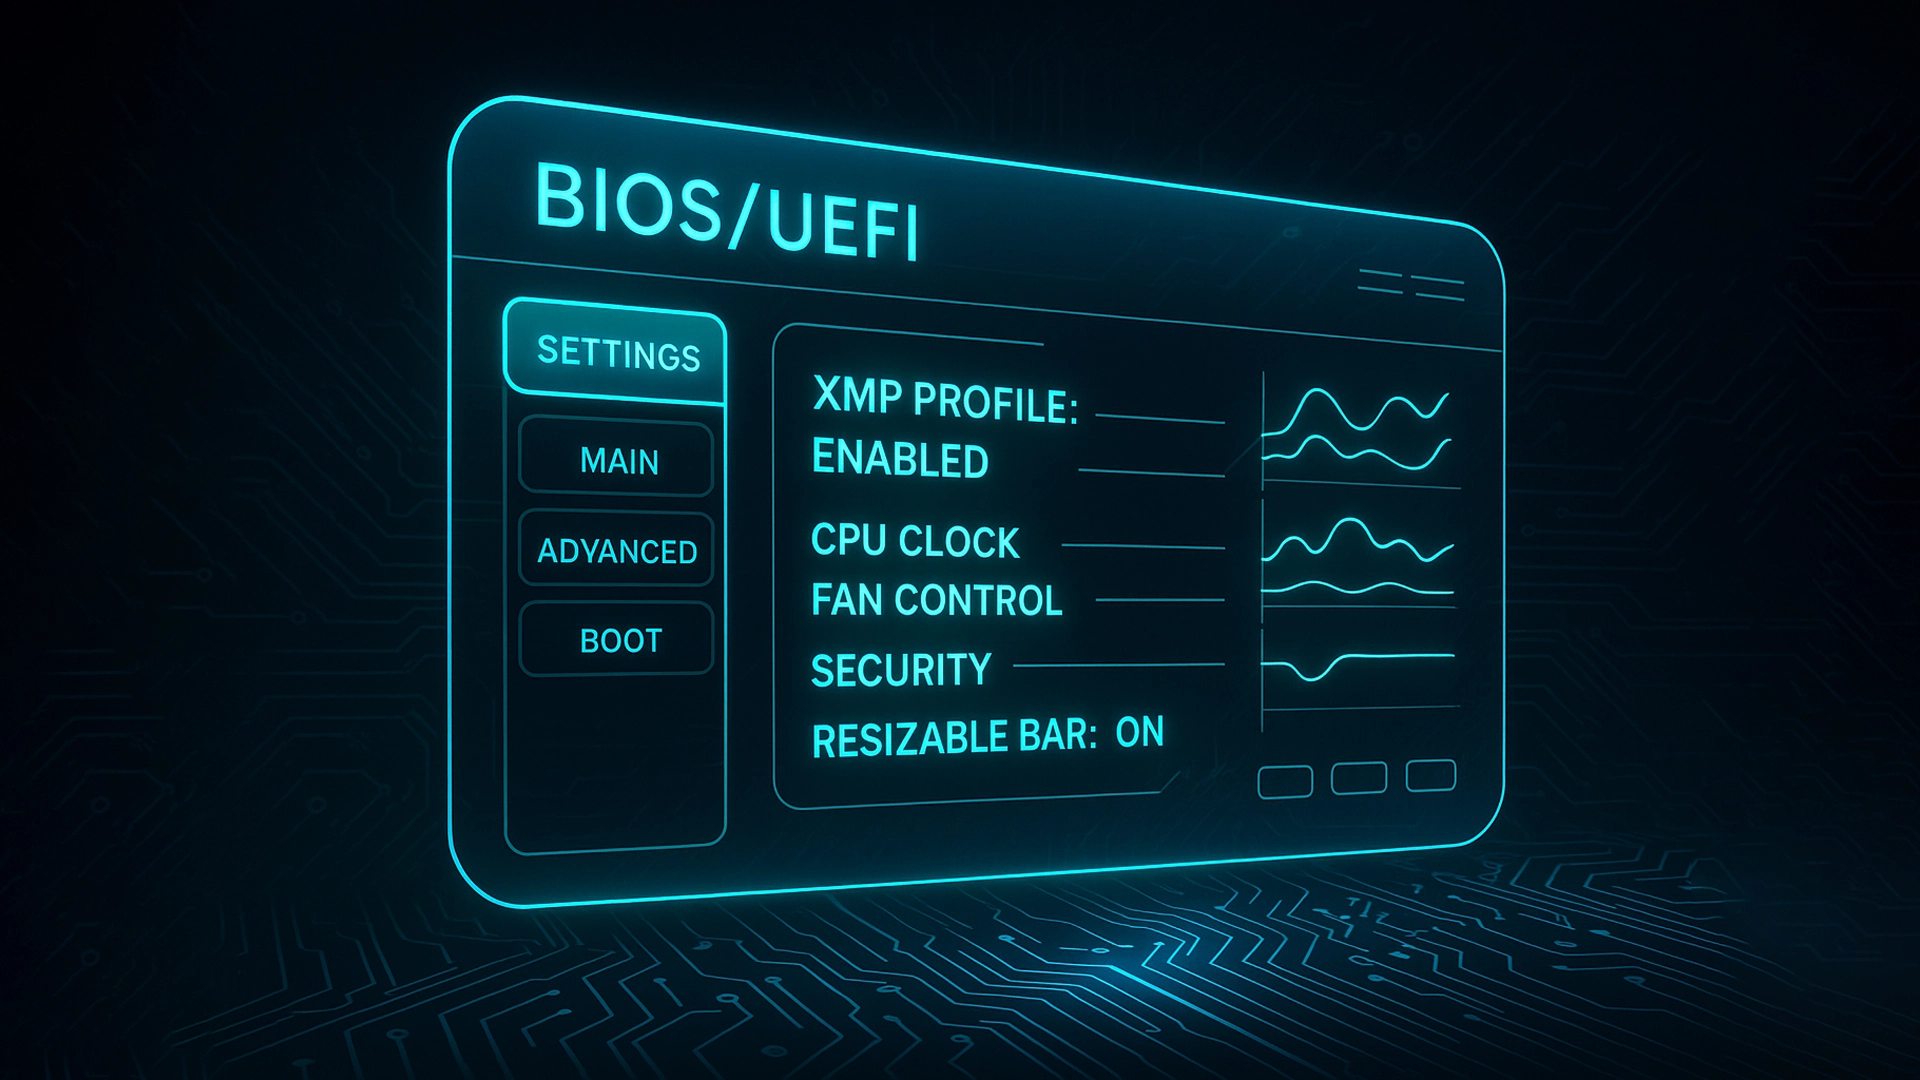 BIOS/UEFI
SETTINGS
MAIN
ADVANCED
BOOT
XMP PROFILE:
ENABLED
CPU CLOCK
FAN CONTROL
SECURITY
RESIZABLE BAR: ON